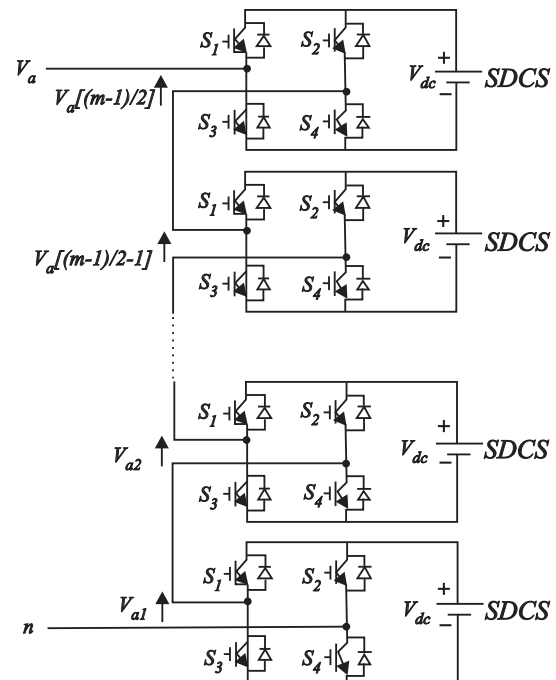 S1 S2
Va Vdc SDCS
Va[(m-1)/2] + −
S3 S4
S1 S2
Va[(m-1)/2-1] Vdc SDCS
+ −
S3 S4
S1 S2
Va2 Vdc SDCS
+ −
S3 S4
S1 S2
Va1 Vdc SDCS
+ −
n
S3 S4